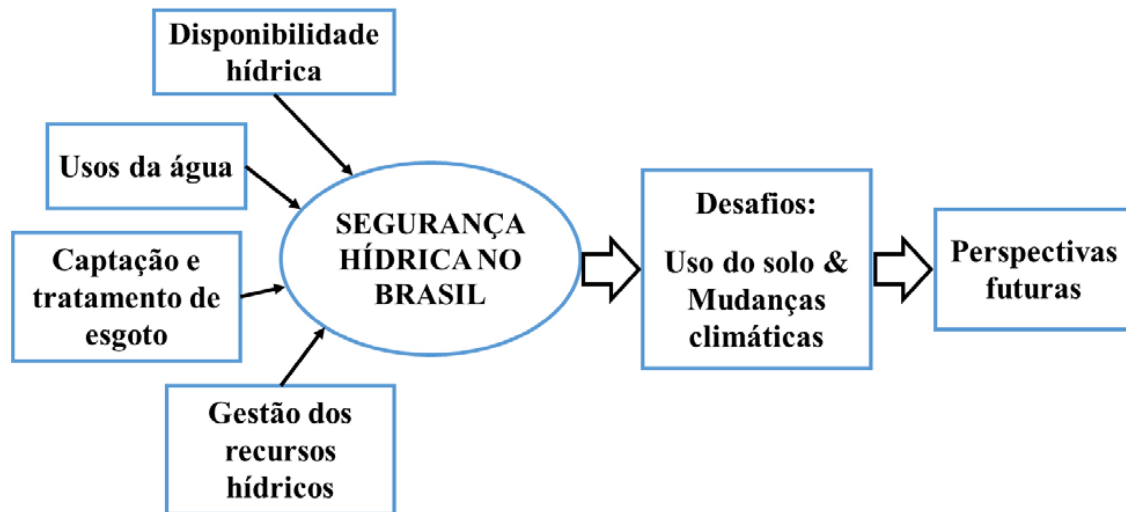 Disponibilidade
hídrica
Usos da água
Captação e
tratamento de
esgoto
Gestão dos
recursos
hídricos
SEGURANÇA
HÍDRICA NO
BRASIL
Desafios:
Uso do solo &
Mudanças
climáticas
Perspectivas
futuras